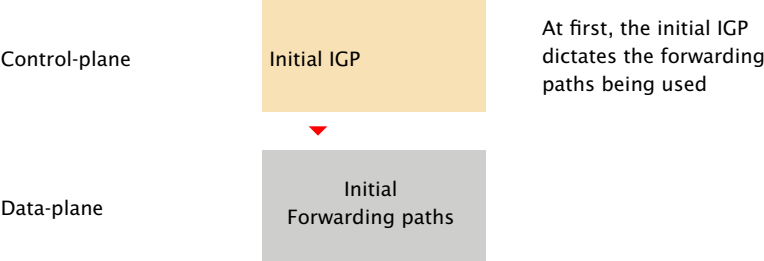 Control-plane
Initial IGP
At first, the initial IGP
dictates the forwarding
paths being used
Data-plane
Initial
Forwarding paths